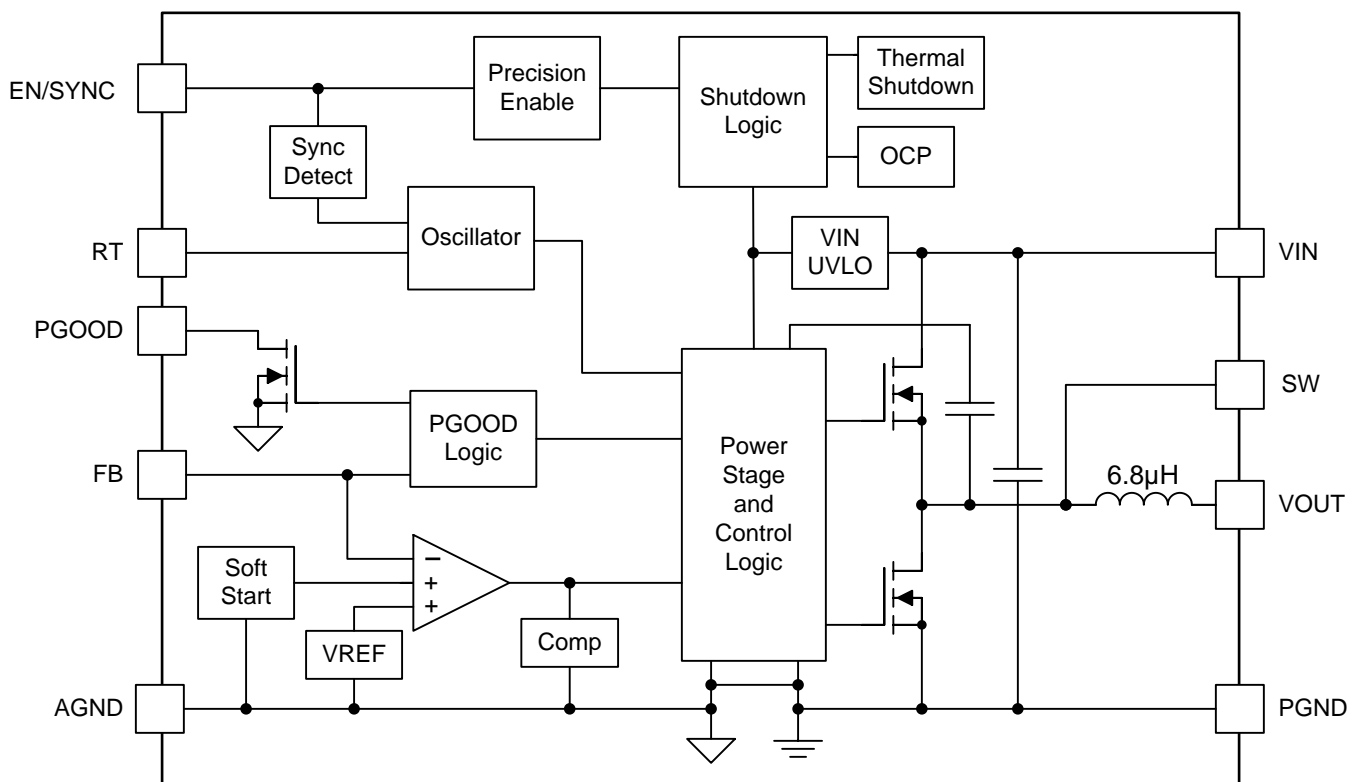 EN/SYNC
Precision
Enable
Shutdown
Logic
Thermal
Shutdown
OCP
Sync
Detect
RT
Oscillator
VIN
UVLO
VIN
PGOOD
PGOOD
Logic
SW
FB
Power
Stage
and
Control
Logic
6.8µH
VOUT
Soft
Start
−
+
+
VREF
Comp
AGND
PGND